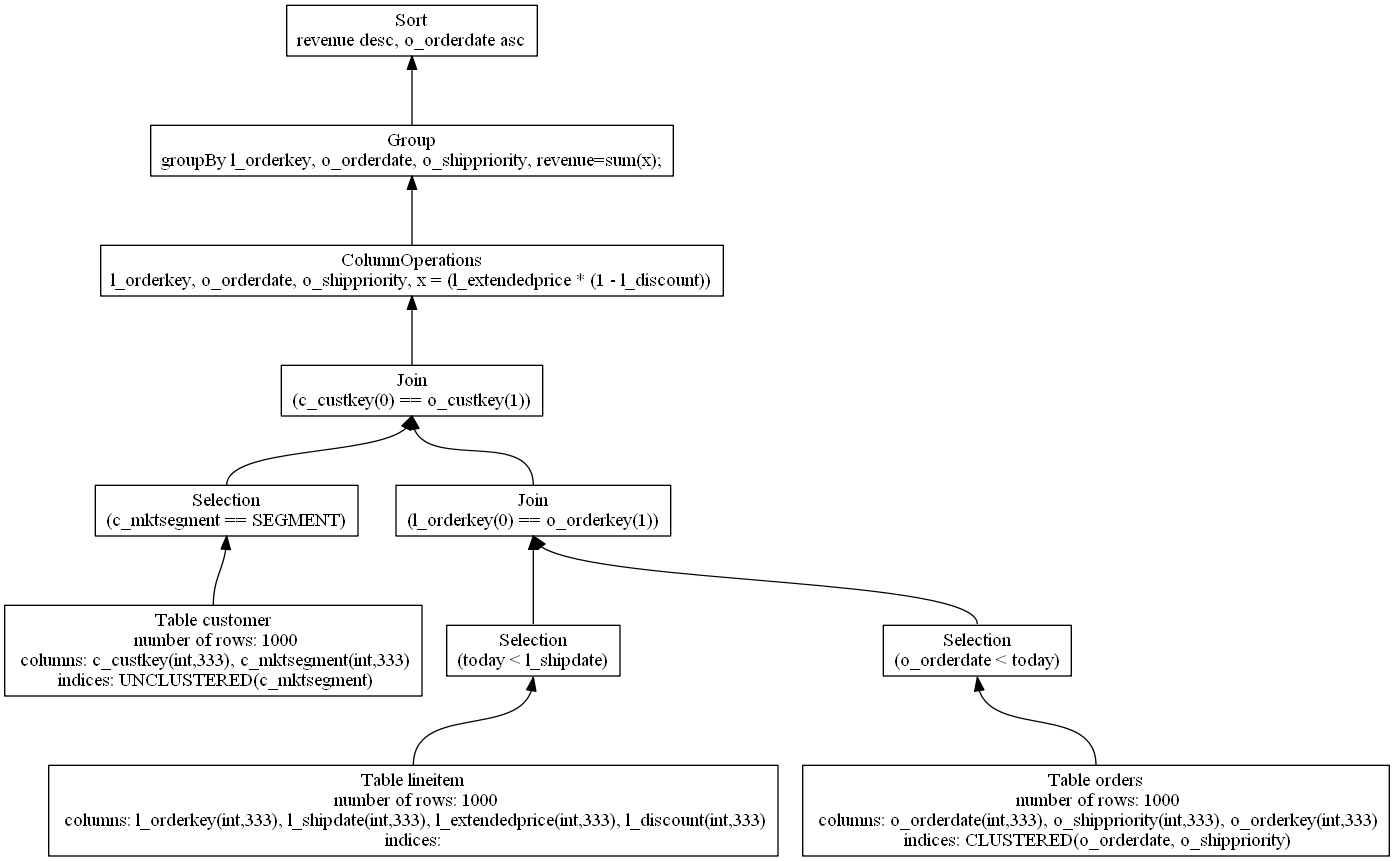 Sort
revenue desc, o_orderdate asc
Group
groupBy l_orderkey, o_orderdate, o_shippriority, revenue=sum(x);
ColumnOperations
l_orderkey, o_orderdate, o_shippriority, x = (l_extendedprice * (1 - l_discount))
Join
(c_custkey(0) == o_custkey(1))
Selection
(c_mktsegment == SEGMENT)
Join
(l_orderkey(0) == o_orderkey(1))
Table customer
number of rows: 1000
columns: c_custkey(int,333), c_mktsegment(int,333)
indices: UNCLUSTERED(c_mktsegment)
Selection
(today < l_shipdate)
Selection
(o_orderdate < today)
Table lineitem
number of rows: 1000
columns: l_orderkey(int,333), l_shipdate(int,333), l_extendedprice(int,333), l_discount(int,333)
indices:
Table orders
number of rows: 1000
columns: o_orderdate(int,333), o_shippriority(int,333), o_orderkey(int,333)
indices: CLUSTERED(o_orderdate, o_shippriority)